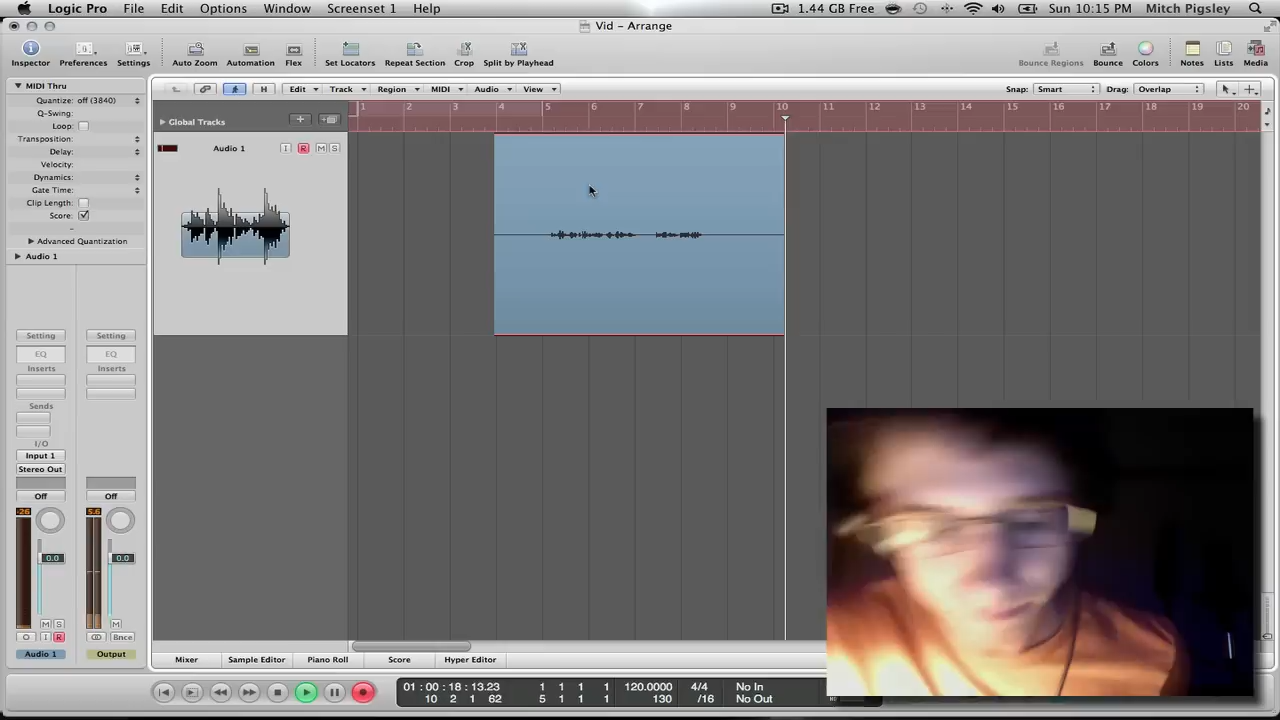 Logic Pro File Edit Options Window Screenset 1 Help 1.44 GB Free Sun 10:15 PM Mitch Pigsley
Vid – Arrange
Inspector Preferences Settings Auto Zoom Automation Flex Set Locators Repeat Section Crop Split by Playhead Bounce Regions Bounce Colors Notes Lists Media
MIDI Thru
H Edit Track Region MIDI Audio View Snap: Smart Drag: Overlap
Quantize: off (3840)
1 2 3 4 5 6 7 8 9 10 11 12 13 14 15 16 17 18 19 20
Q-Swing:
Global Tracks
Loop:
Transposition:
Audio 1 I R M S
Delay:
Velocity:
Dynamics:
Gate Time:
Clip Length:
Score:
–
Advanced Quantization
Audio 1
Setting Setting
EQ EQ
Inserts Inserts
Sends
I/O
Input 1
Stereo Out
Off Off
-26 5.6
0.0 0.0
M S M
I R Bnce
Audio 1 Output
Mixer Sample Editor Piano Roll Score Hyper Editor
01:00:18:13.23 1 1 1 1 120.0000 4/4 No In
10 2 1 62 5 1 1 1 130 /16 No Out